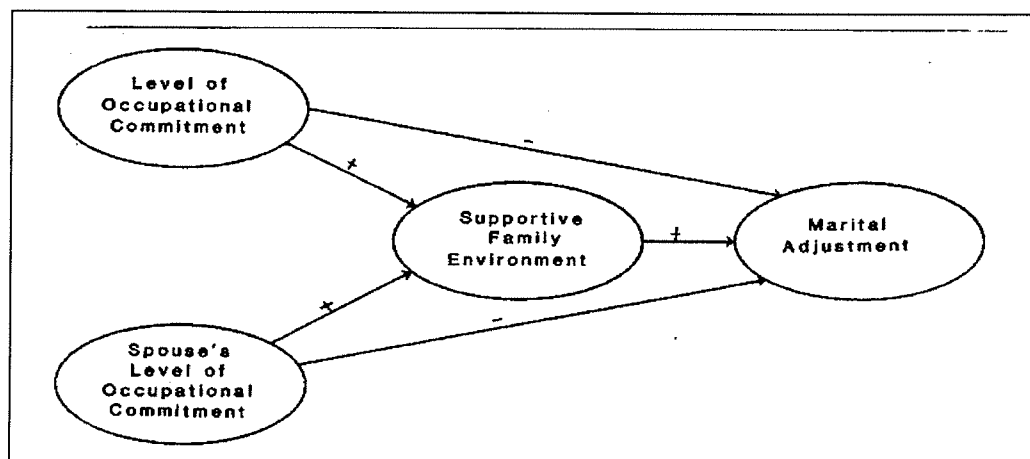 Level of
Occupational
Commitment
-
+
Supportive
Family
Environment
+
Marital
Adjustment
+
-
Spouse's
Level of
Occupational
Commitment